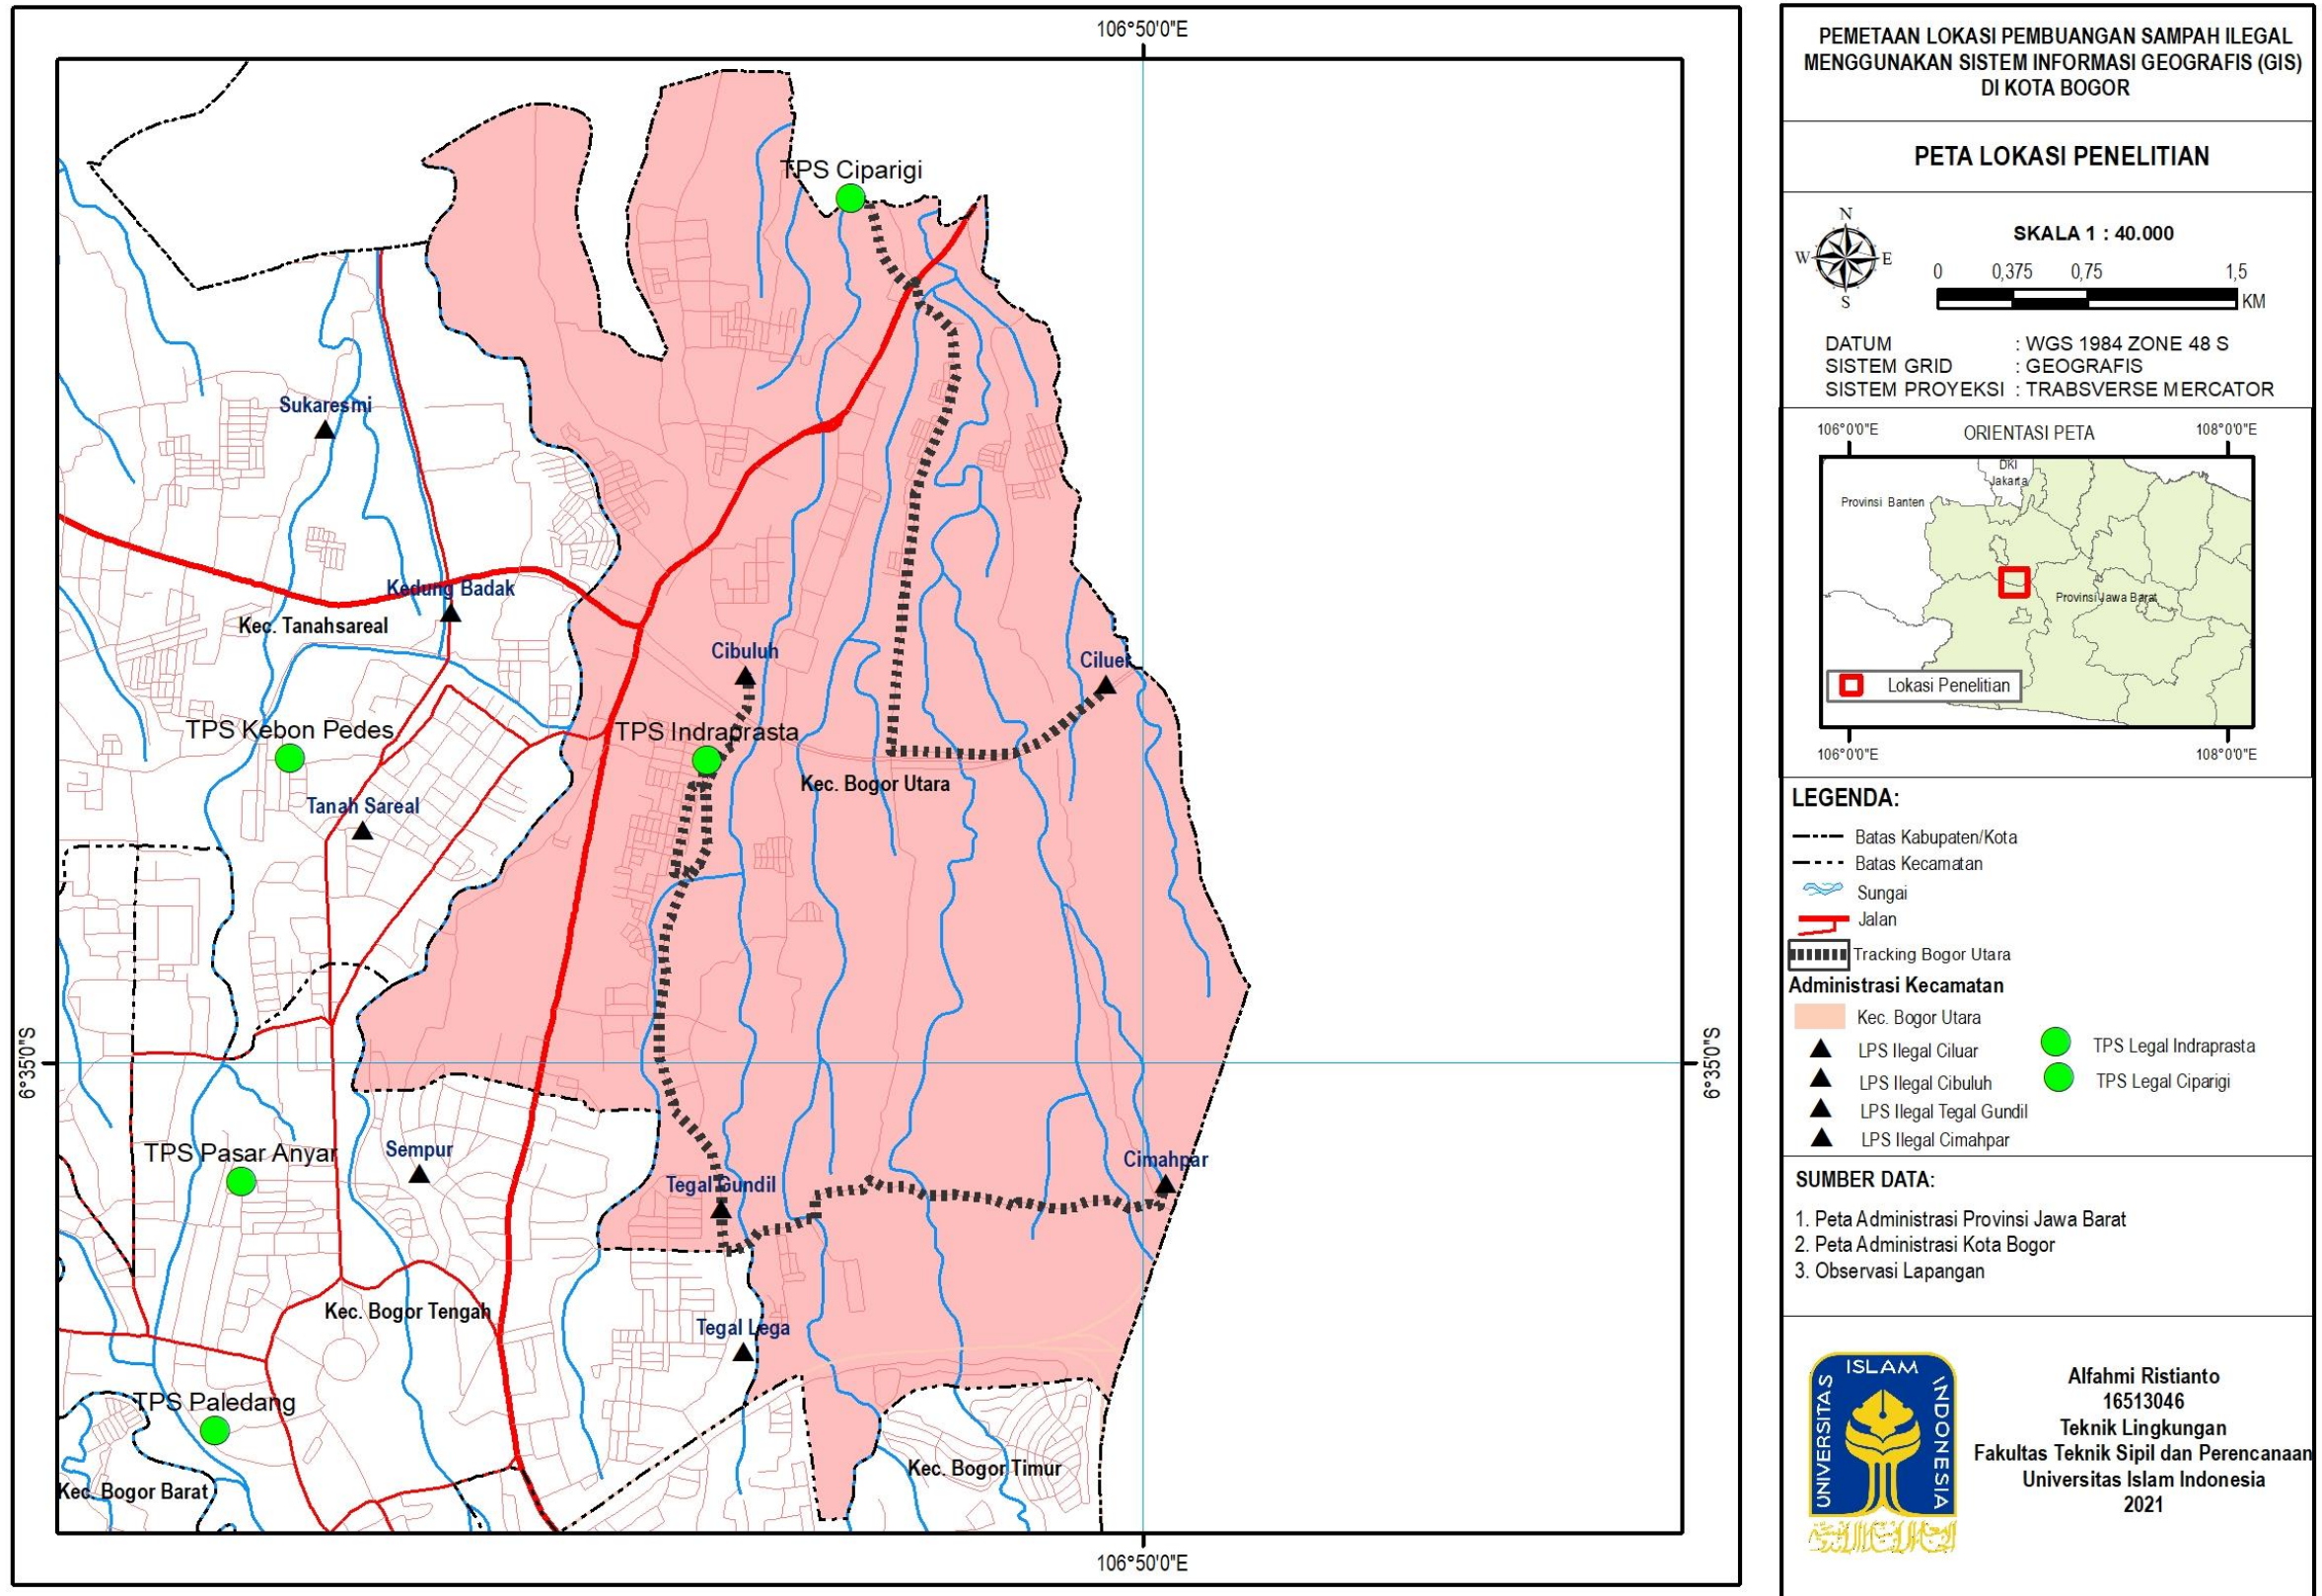 106°50'0"E
TPS Ciparigi
Sukaresmi
Kedung Badak
Kec. Tanahsareal
Cibuluh
Ciluer
TPS Kebon Pedes
TPS Indraprasta
Kec. Bogor Utara
Tanah Sareal
6°35'0"S
6°35'0"S
TPS Pasar Anyar
Sempur
Cimahpar
Tegal Gundil
Kec. Bogor Tengah
Tegal Lega
TPS Paledang
Kec. Bogor Timur
Kec. Bogor Barat
106°50'0"E
PEMETAAN LOKASI PEMBUANGAN SAMPAH ILEGAL
MENGGUNAKAN SISTEM INFORMASI GEOGRAFIS (GIS)
DI KOTA BOGOR
PETA LOKASI PENELITIAN
N
W E
S
SKALA 1 : 40.000
0 0,375 0,75 1,5
KM
DATUM : WGS 1984 ZONE 48 S
SISTEM GRID : GEOGRAFIS
SISTEM PROYEKSI : TRABSVERSE MERCATOR
106°0'0"E ORIENTASI PETA 108°0'0"E
DKI
Jakarta
Provinsi Banten
Provinsi Jawa Barat
Lokasi Penelitian
106°0'0"E 108°0'0"E
LEGENDA:
Batas Kabupaten/Kota
Batas Kecamatan
Sungai
Jalan
Tracking Bogor Utara
Administrasi Kecamatan
Kec. Bogor Utara
LPS Ilegal Ciluar
LPS Ilegal Cibuluh
LPS Ilegal Tegal Gundil
LPS Ilegal Cimahpar
TPS Legal Indraprasta
TPS Legal Ciparigi
SUMBER DATA:
1. Peta Administrasi Provinsi Jawa Barat
2. Peta Administrasi Kota Bogor
3. Observasi Lapangan
UNIVERSITAS
ISLAM
INDONESIA
Alfahmi Ristianto
16513046
Teknik Lingkungan
Fakultas Teknik Sipil dan Perencanaan
Universitas Islam Indonesia
2021